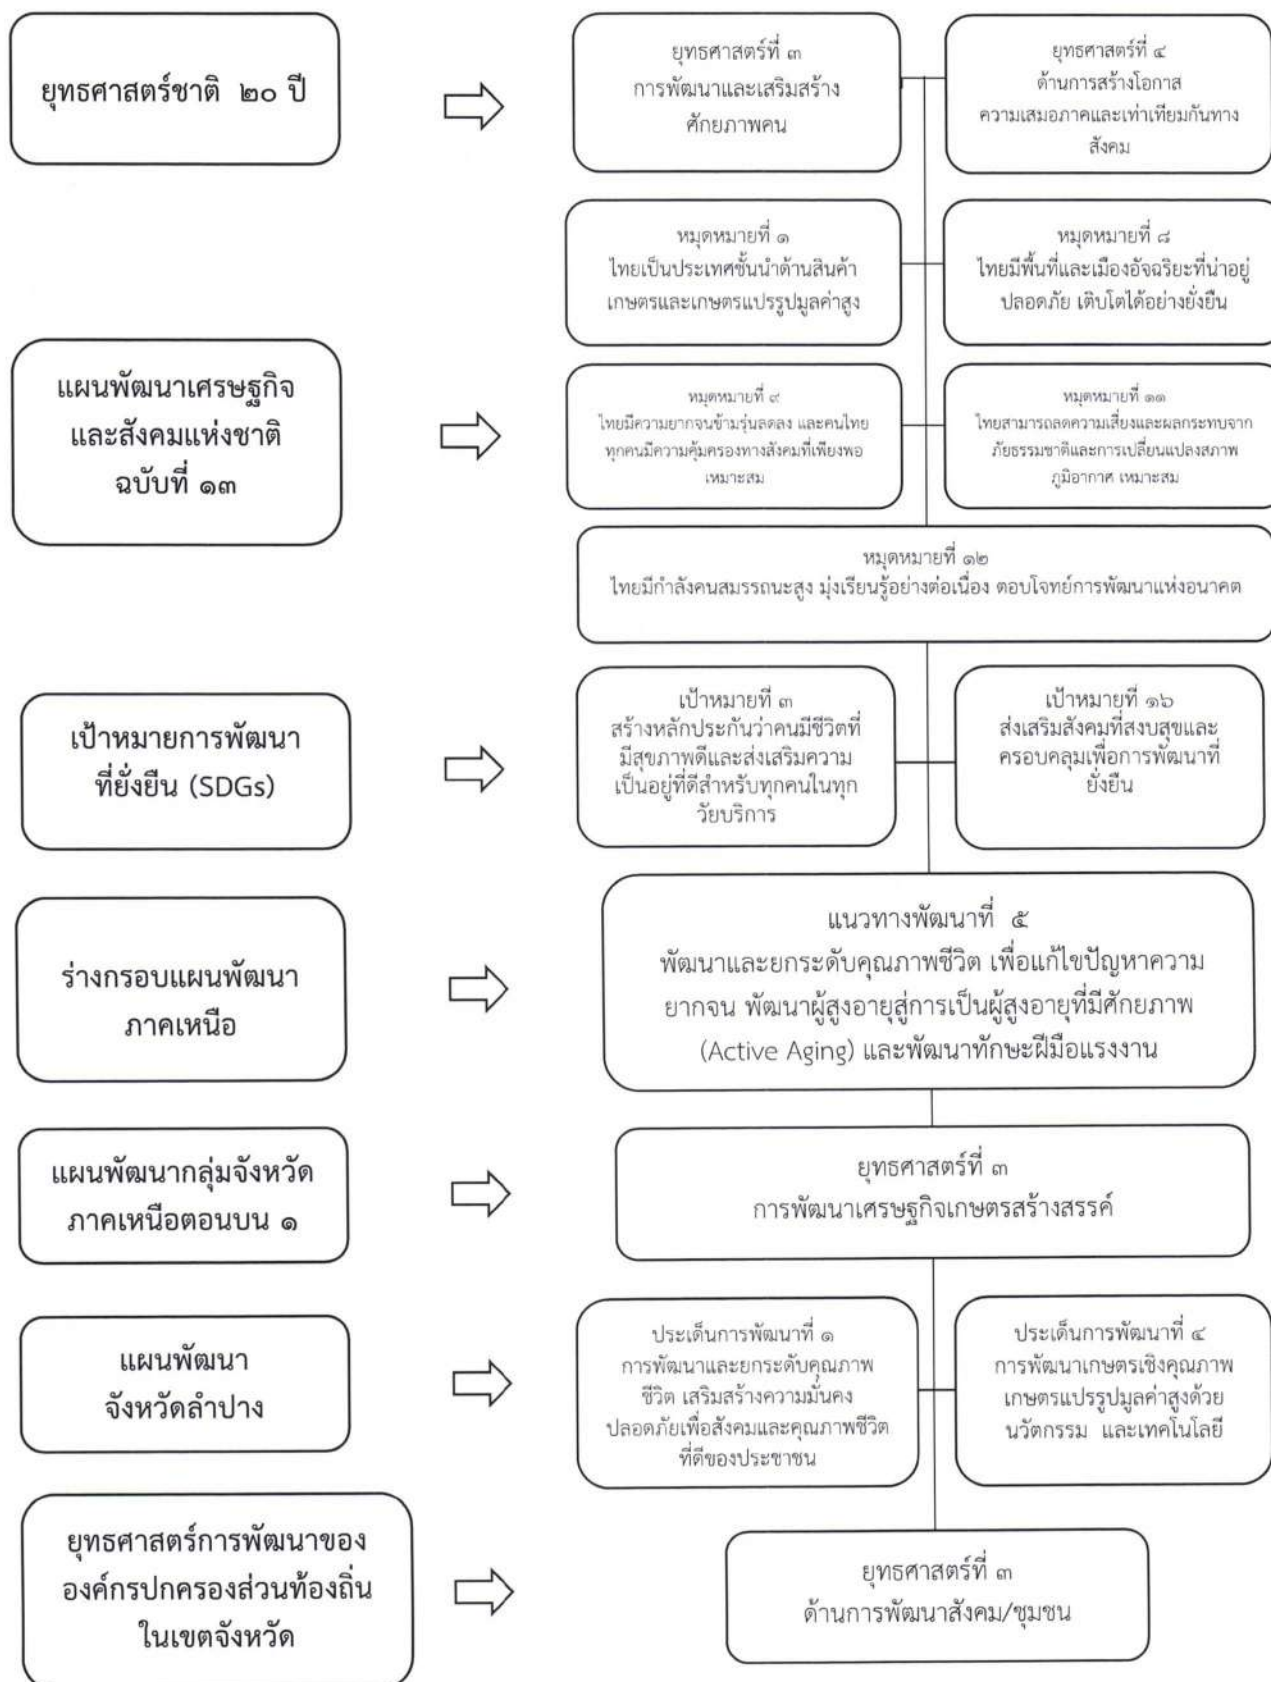 ยุทธศาสตร์ชาติ ๒๐ ปี
ยุทธศาสตร์ที่ ๓
การพัฒนาและเสริมสร้าง
ศักยภาพคน
ยุทธศาสตร์ที่ ๔
ด้านการสร้างโอกาส
ความเสมอภาคและเท่าเทียมกันทาง
สังคม
แผนพัฒนาเศรษฐกิจ
และสังคมแห่งชาติ
ฉบับที่ ๑๓
หมุดหมายที่ ๑
ไทยเป็นประเทศชั้นนำด้านสินค้า
เกษตรและเกษตรแปรรูปมูลค่าสูง
หมุดหมายที่ ๘
ไทยมีพื้นที่และเมืองอัจฉริยะที่น่าอยู่
ปลอดภัย เติบโตได้อย่างยั่งยืน
หมุดหมายที่ ๙
ไทยมีความยากจนข้ามรุ่นลดลง และคนไทย
ทุกคนมีความคุ้มครองทางสังคมที่เพียงพอ
เหมาะสม
หมุดหมายที่ ๑๑
ไทยสามารถลดความเสี่ยงและผลกระทบจาก
ภัยธรรมชาติและการเปลี่ยนแปลงสภาพ
ภูมิอากาศ เหมาะสม
หมุดหมายที่ ๑๒
ไทยมีกำลังคนสมรรถนะสูง มุ่งเรียนรู้อย่างต่อเนื่อง ตอบโจทย์การพัฒนาแห่งอนาคต
เป้าหมายการพัฒนา
ที่ยั่งยืน (SDGs)
เป้าหมายที่ ๓
สร้างหลักประกันว่าคนมีชีวิตที่
มีสุขภาพดีและส่งเสริมความ
เป็นอยู่ที่ดีสำหรับทุกคนในทุก
วัยบริการ
เป้าหมายที่ ๑๖
ส่งเสริมสังคมที่สงบสุขและ
ครอบคลุมเพื่อการพัฒนาที่
ยั่งยืน
ร่างกรอบแผนพัฒนา
ภาคเหนือ
แนวทางพัฒนาที่ ๕
พัฒนาและยกระดับคุณภาพชีวิต เพื่อแก้ไขปัญหาความ
ยากจน พัฒนาผู้สูงอายุสู่การเป็นผู้สูงอายุที่มีศักยภาพ
(Active Aging) และพัฒนาทักษะฝีมือแรงงาน
แผนพัฒนากลุ่มจังหวัด
ภาคเหนือตอนบน ๑
ยุทธศาสตร์ที่ ๓
การพัฒนาเศรษฐกิจเกษตรสร้างสรรค์
แผนพัฒนา
จังหวัดลำปาง
ประเด็นการพัฒนาที่ ๑
การพัฒนาและยกระดับคุณภาพ
ชีวิต เสริมสร้างความมั่นคง
ปลอดภัยเพื่อสังคมและคุณภาพชีวิต
ที่ดีของประชาชน
ประเด็นการพัฒนาที่ ๔
การพัฒนาเกษตรเชิงคุณภาพ
เกษตรแปรรูปมูลค่าสูงด้วย
นวัตกรรม และเทคโนโลยี
ยุทธศาสตร์การพัฒนาของ
องค์กรปกครองส่วนท้องถิ่น
ในเขตจังหวัด
ยุทธศาสตร์ที่ ๓
ด้านการพัฒนาสังคม/ชุมชน